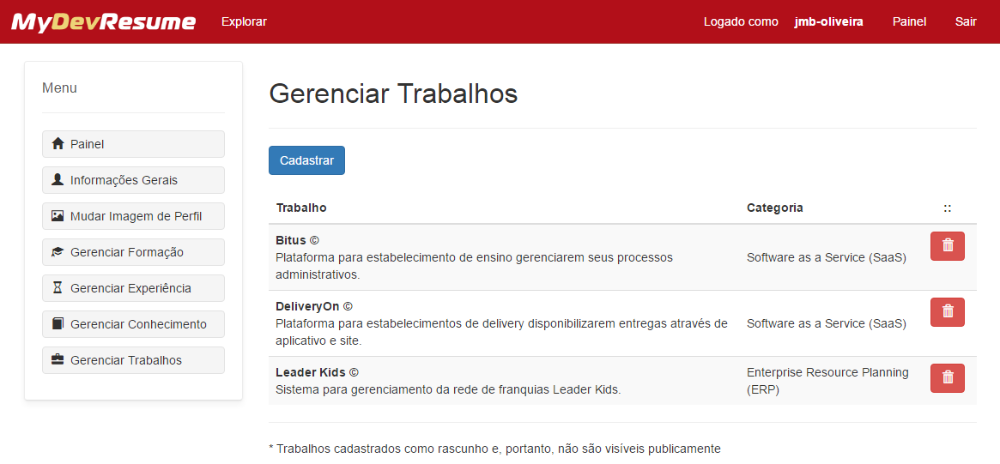 MyDevResume Explorar Logado como jmb-oliveira Painel Sair
Menu
Painel
Informações Gerais
Mudar Imagem de Perfil
Gerenciar Formação
Gerenciar Experiência
Gerenciar Conhecimento
Gerenciar Trabalhos
Gerenciar Trabalhos
Cadastrar
Trabalho Categoria ::
Bitus ©
Plataforma para estabelecimento de ensino gerenciarem seus processos
administrativos.
Software as a Service (SaaS)
DeliveryOn ©
Plataforma para estabelecimentos de delivery disponibilizarem entregas através de
aplicativo e site.
Software as a Service (SaaS)
Leader Kids ©
Sistema para gerenciamento da rede de franquias Leader Kids.
Enterprise Resource Planning
(ERP)
* Trabalhos cadastrados como rascunho e, portanto, não são visíveis publicamente